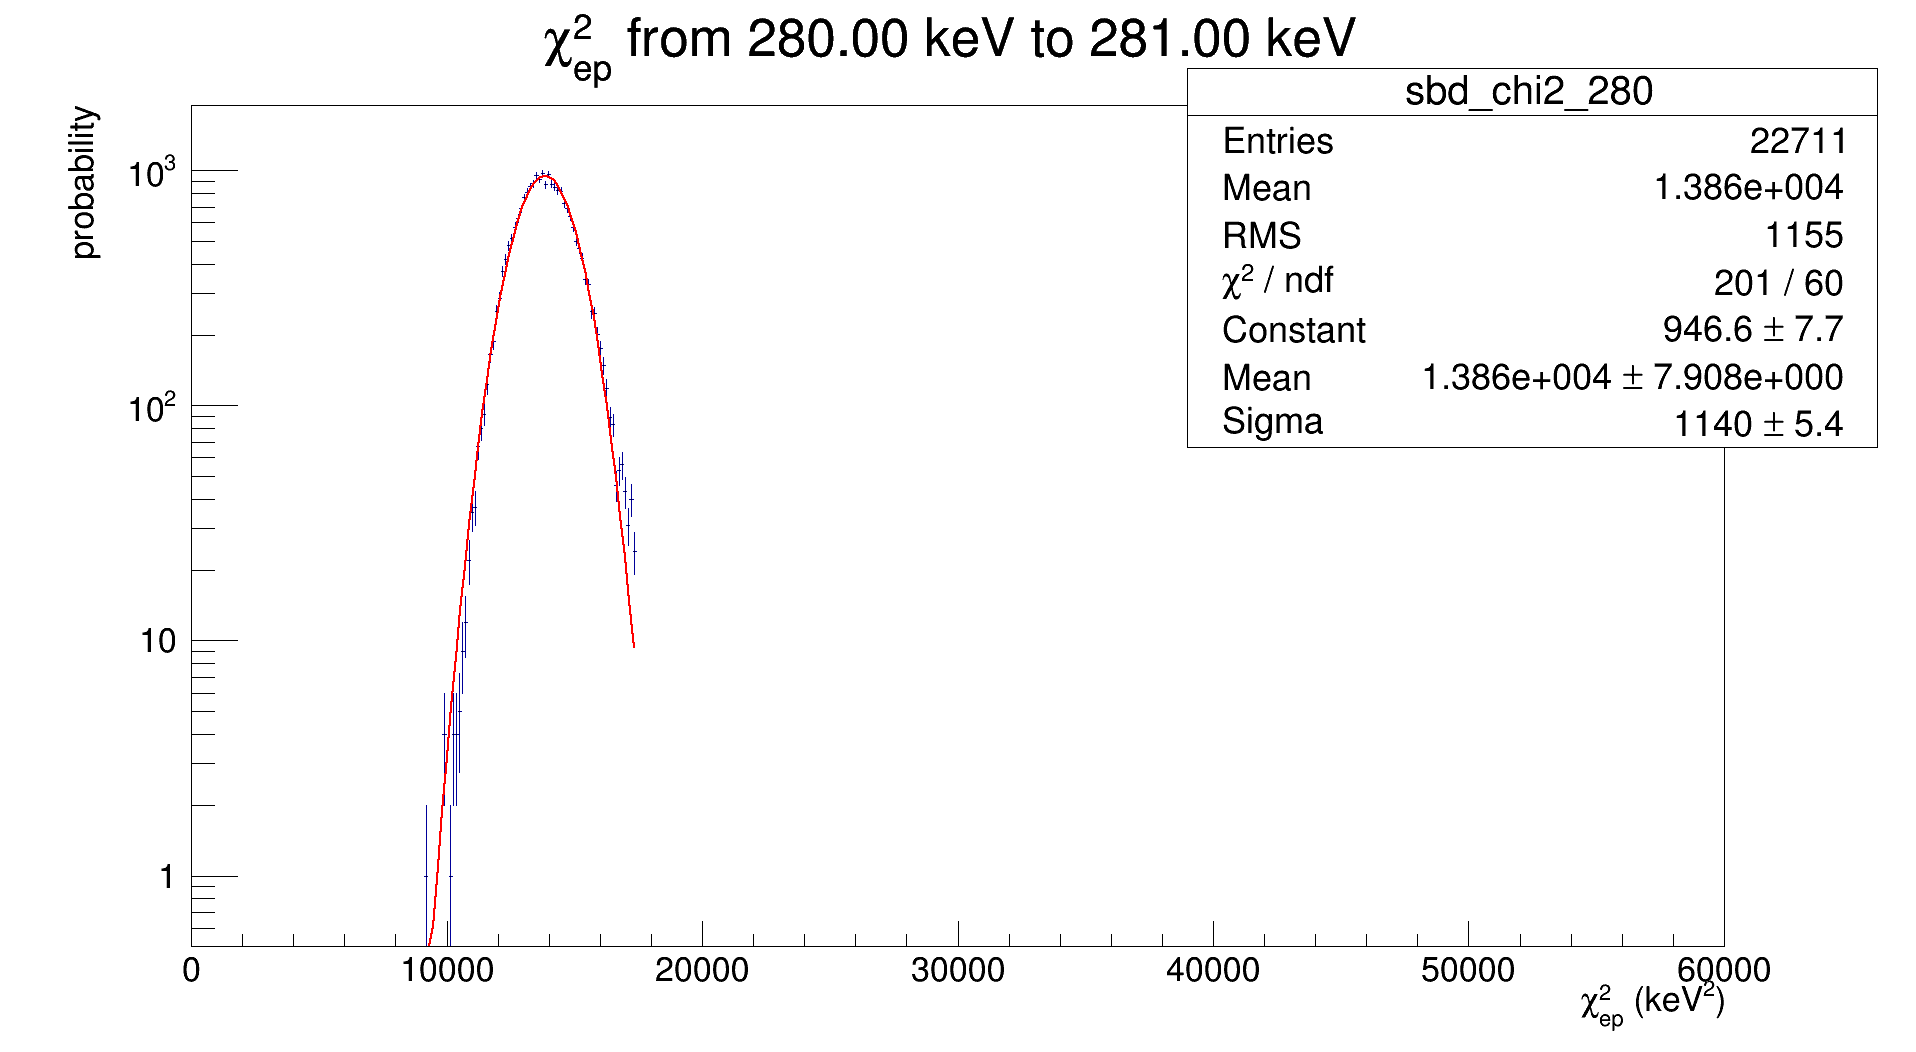 χ²ep from 280.00 keV to 281.00 keV
sbd_chi2_280
Entries 22711
Mean 1.386e+004
RMS 1155
χ² / ndf 201 / 60
Constant 946.6 ± 7.7
Mean 1.386e+004 ± 7.908e+000
Sigma 1140 ± 5.4
probability
10³
10²
10
1
0 10000 20000 30000 40000 50000 60000
χ²ep (keV²)